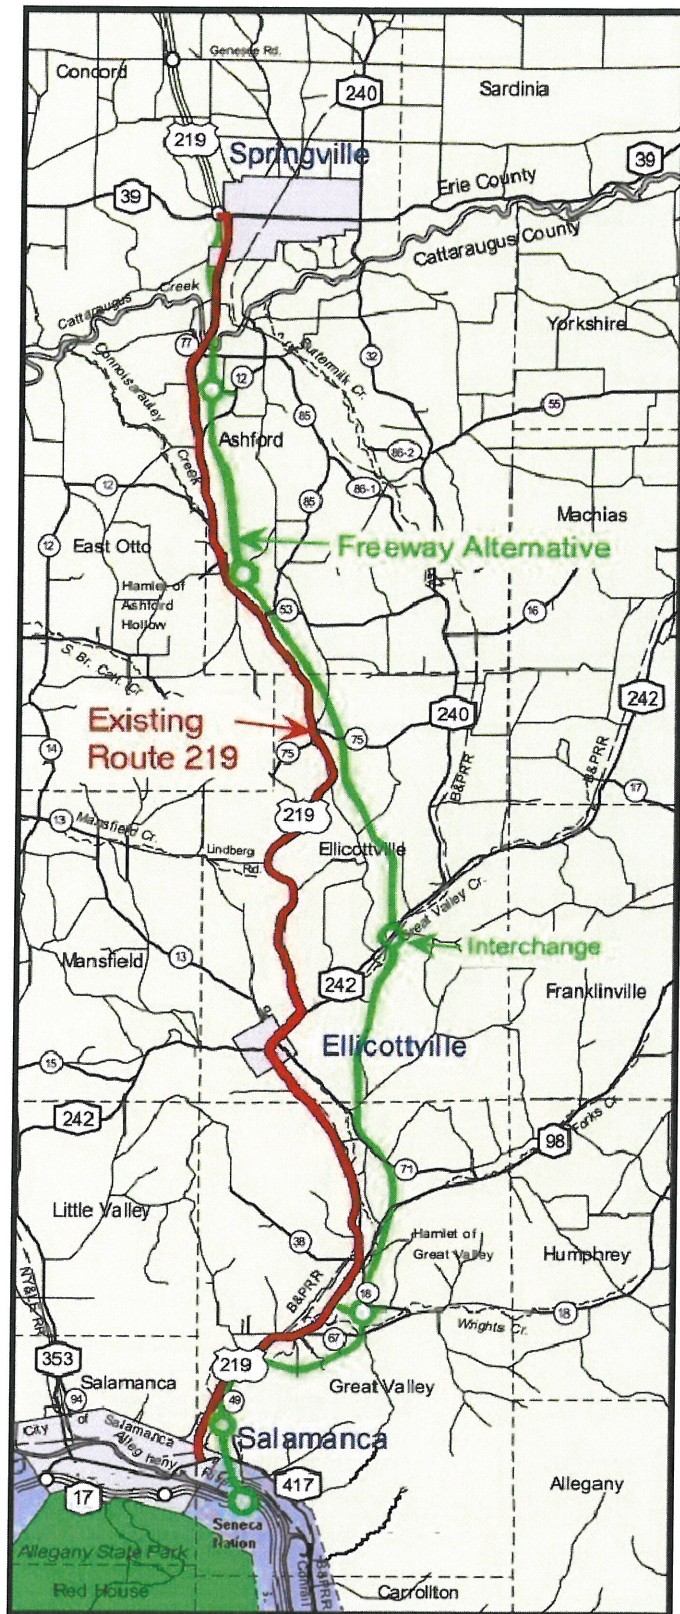 Genesee Rd.
Concord
240
Sardinia
219
Springville
39
39
Erie County
Cattaraugus County
Cattaraugus Creek
Yorkshire
77
Connoisarauley
Creek
Buttermilk Cr.
32
12
85
55
Ashford
86-2
86-1
12
85
Machias
12
East Otto
Freeway Alternative
Hamlet of
Ashford
Hollow
53
16
S. Br. Catt. Cr.
242
240
Existing
Route 219
75
75
14
B&PRR
B&PRR
17
219
13
Mansfield Cr.
Lindberg
Rd.
Ellicottville
Great Valley Cr.
Interchange
Mansfield
13
242
Franklinville
Ellicottville
15
242
98
Forks Cr.
71
Little Valley
38
Hamlet of
Great Valley
Humphrey
NY&LE RR
B&PRR
18
18
Wrights Cr.
67
353
219
Salamanca
Great Valley
94
49
City of Salamanca
Allegheny
Salamanca
417
17
Allegany
Seneca
Nation
Allegany State Park
Red House
B&PRR
Carrollton